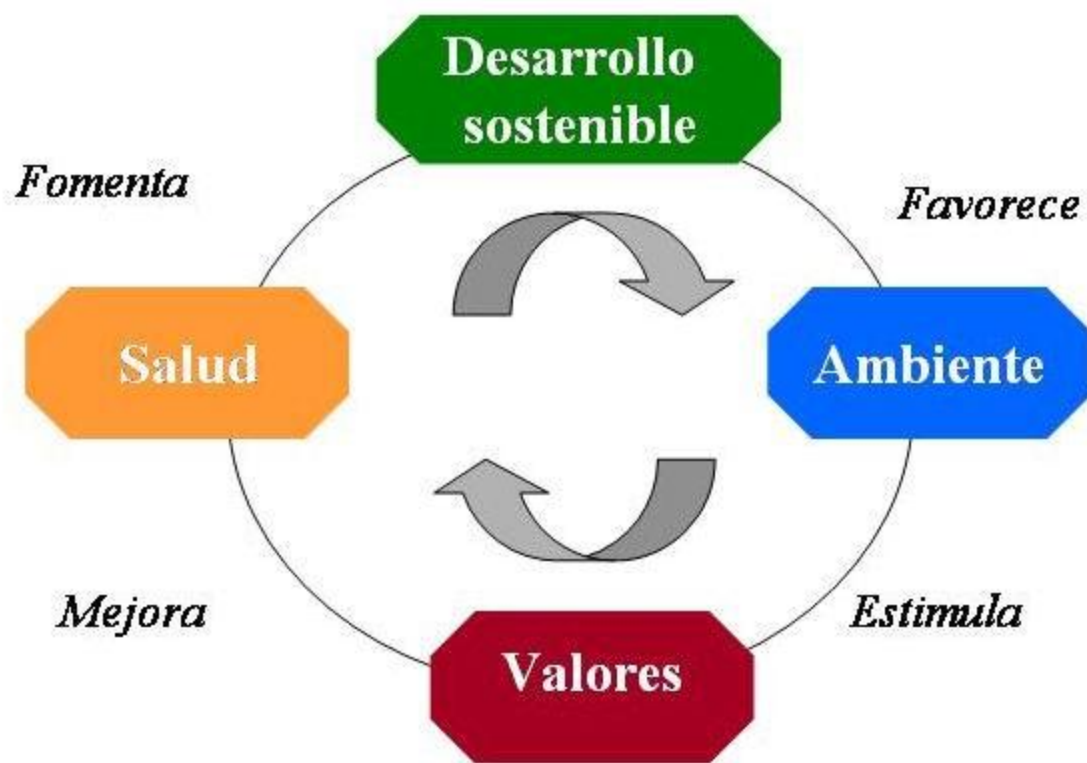 Desarrollo
sostenible
Fomenta
Favorece
Salud
Ambiente
Mejora
Estimula
Valores